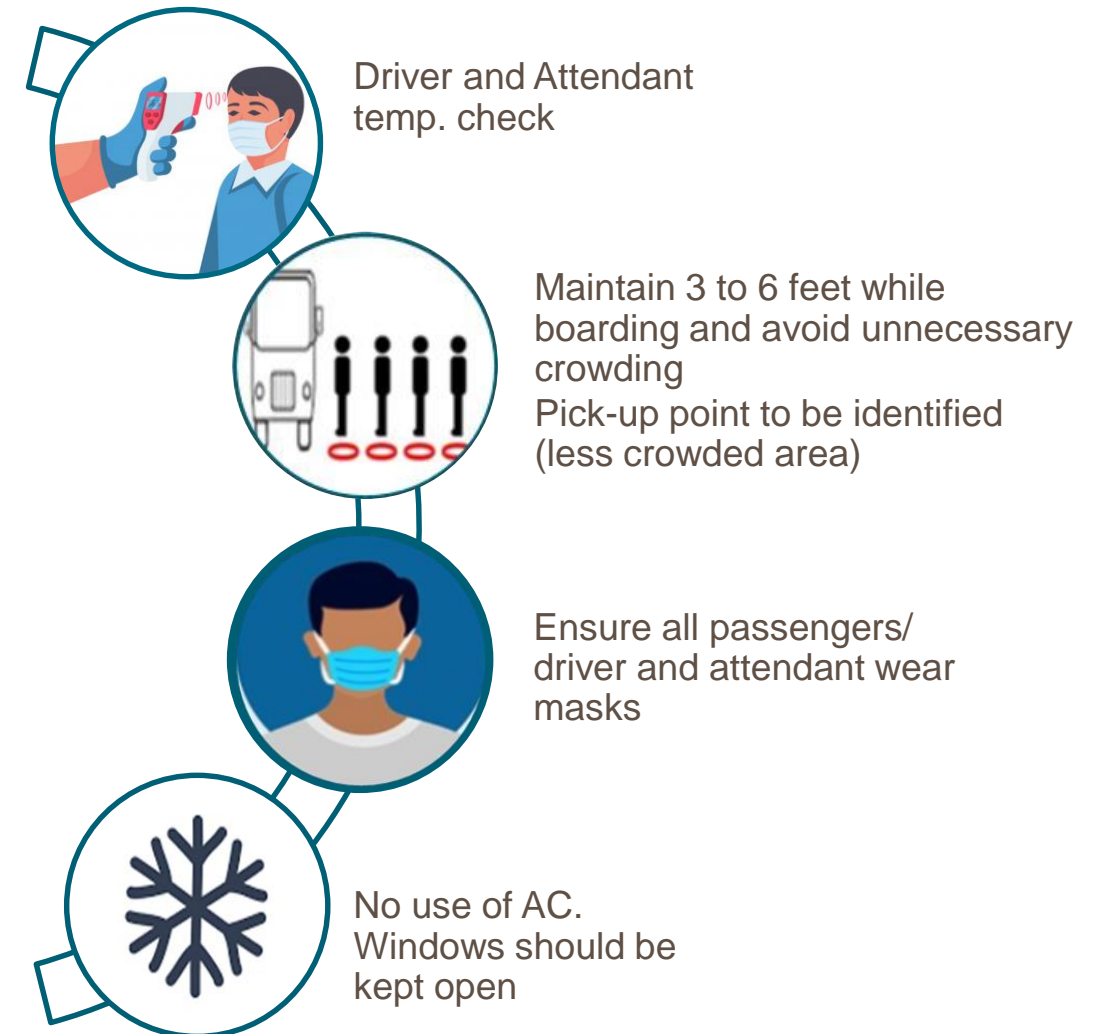 Driver and Attendant
temp. check
Maintain 3 to 6 feet while
boarding and avoid unnecessary
crowding
Pick-up point to be identified
(less crowded area)
Ensure all passengers/
driver and attendant wear
masks
No use of AC.
Windows should be
kept open